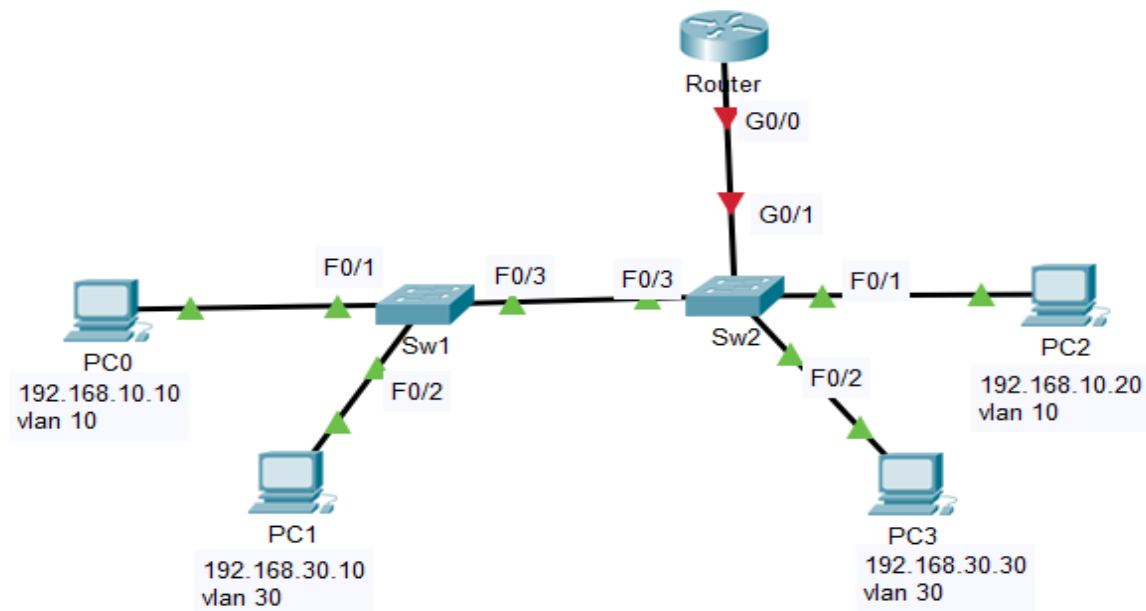 Router
G0/0
G0/1
F0/1
F0/3
F0/3
F0/1
Sw1
Sw2
PC0
192.168.10.10
vlan 10
F0/2
F0/2
PC2
192.168.10.20
vlan 10
PC1
192.168.30.10
vlan 30
PC3
192.168.30.30
vlan 30